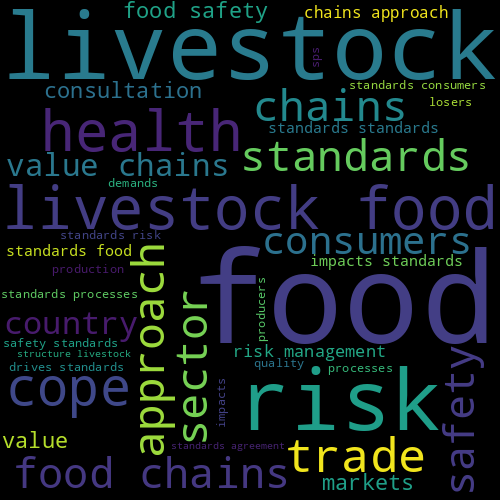 food safety
chains approach
livestock
sps
consultation
standards consumers
losers
chains
health
standards standards
standards
value chains
demands
livestock food
standards risk
consumers
standards food
impacts standards
production
food
approach
sector
producers
standards processes
country
safety standards
structure livestock
risk management
quality
processes
drives standards
cope
impacts
risk
safety
value
standards agreement
trade
food chains
markets